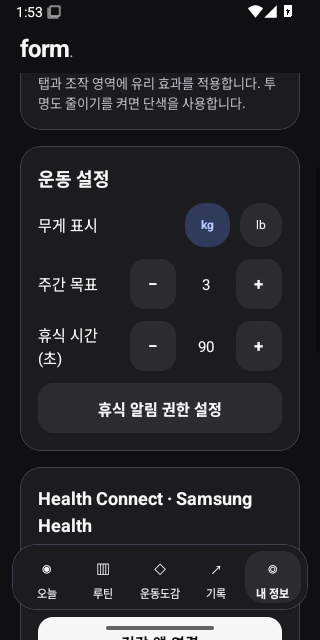 1:53
form.
탭과 조작 영역에 유리 효과를 적용합니다. 투
명도 줄이기를 켜면 단색을 사용합니다.
운동 설정
무게 표시
kg
lb
주간 목표
−
3
+
휴식 시간
(초)
−
90
+
휴식 알림 권한 설정
Health Connect · Samsung
Health
오늘
루틴
운동도감
기록
내 정보